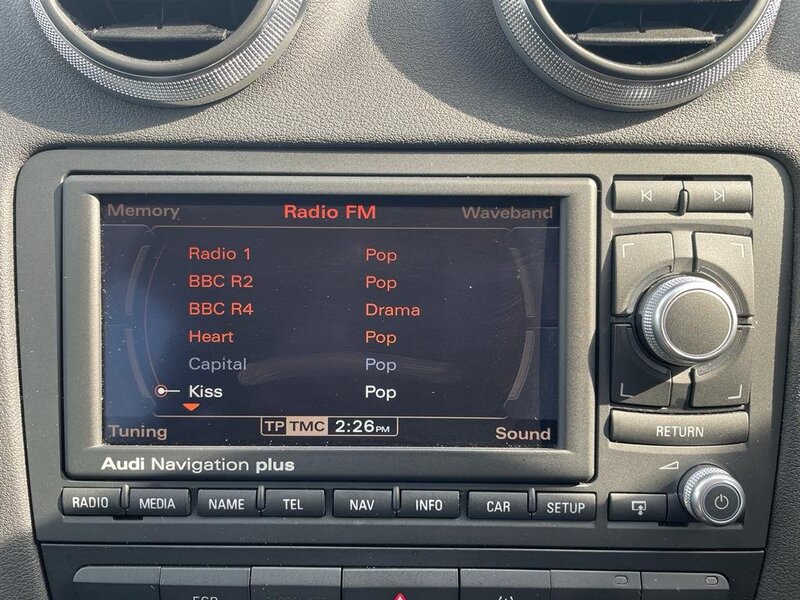 Memory Radio FM Waveband
Radio 1 Pop
BBC R2 Pop
BBC R4 Drama
Heart Pop
Capital Pop
Kiss Pop
Tuning TP TMC 2:26PM Sound
RETURN
Audi Navigation plus
RADIO MEDIA NAME TEL NAV INFO CAR SETUP